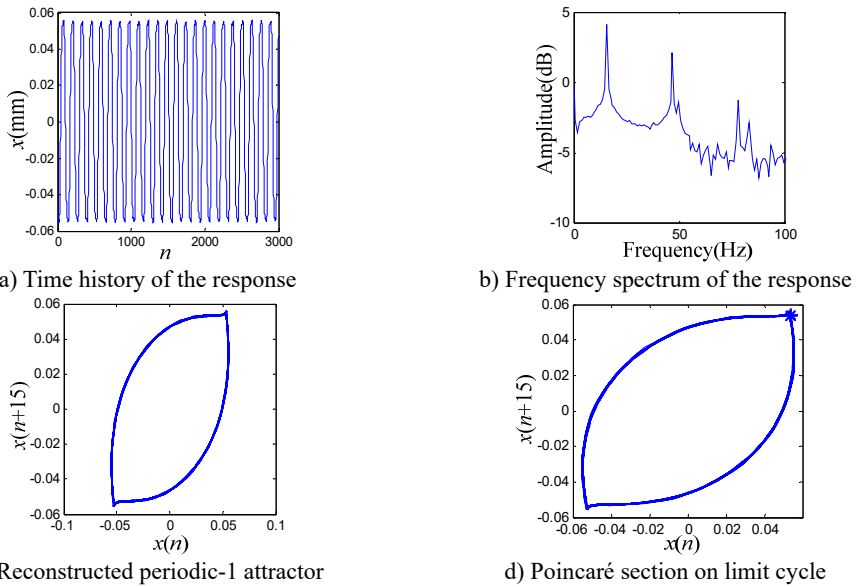 0.06
0.04
0.02
0
-0.02
-0.04
-0.06
x(mm)
0 1000 2000 3000
n
a) Time history of the response
5
0
-5
-10
Amplitude(dB)
0 50 100
Frequency(Hz)
b) Frequency spectrum of the response
0.06
0.04
0.02
0
-0.02
-0.04
-0.06
x(n+15)
-0.1 -0.05 0 0.05 0.1
x(n)
Reconstructed periodic-1 attractor
0.06
0.04
0.02
0
-0.02
-0.04
-0.06
x(n+15)
-0.06 -0.04 -0.02 0 0.02 0.04
x(n)
d) Poincaré section on limit cycle